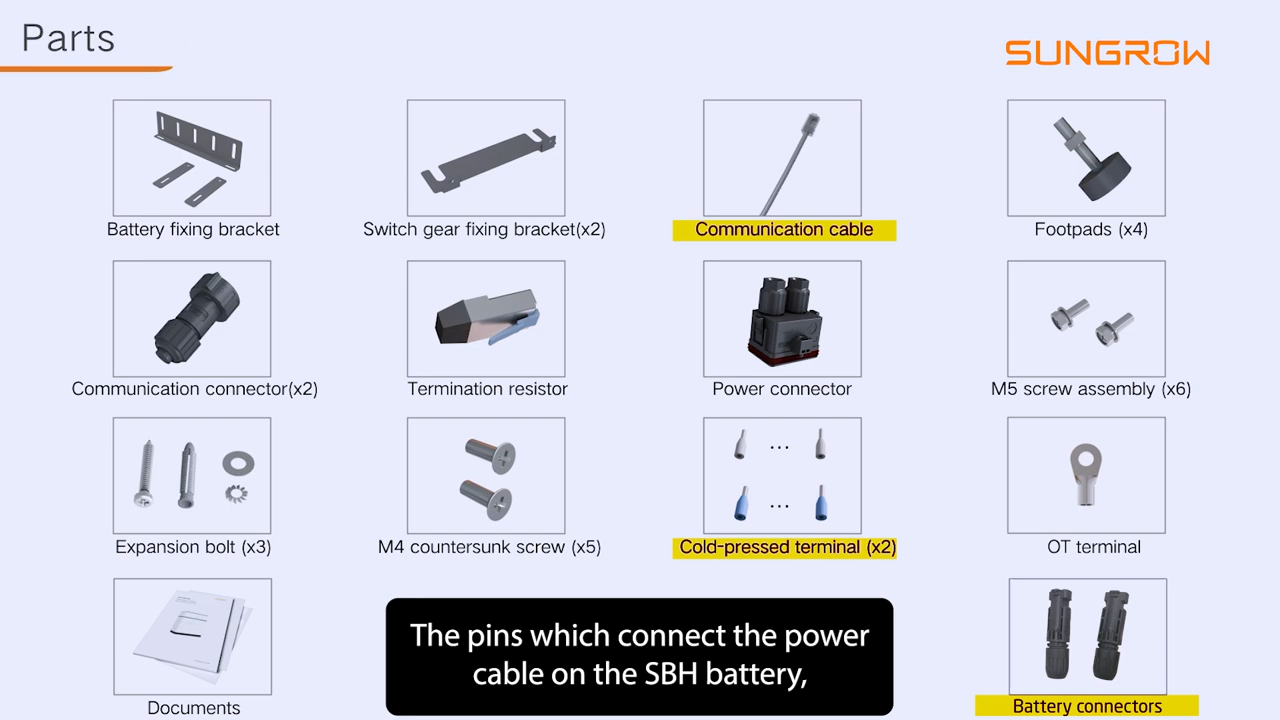 Parts
SUNGROW
Battery fixing bracket
Switch gear fixing bracket(x2)
Communication cable
Footpads (x4)
Communication connector(x2)
Termination resistor
Power connector
M5 screw assembly (x6)
Expansion bolt (x3)
M4 countersunk screw (x5)
Cold-pressed terminal (x2)
OT terminal
Documents
The pins which connect the power
cable on the SBH battery,
Battery connectors